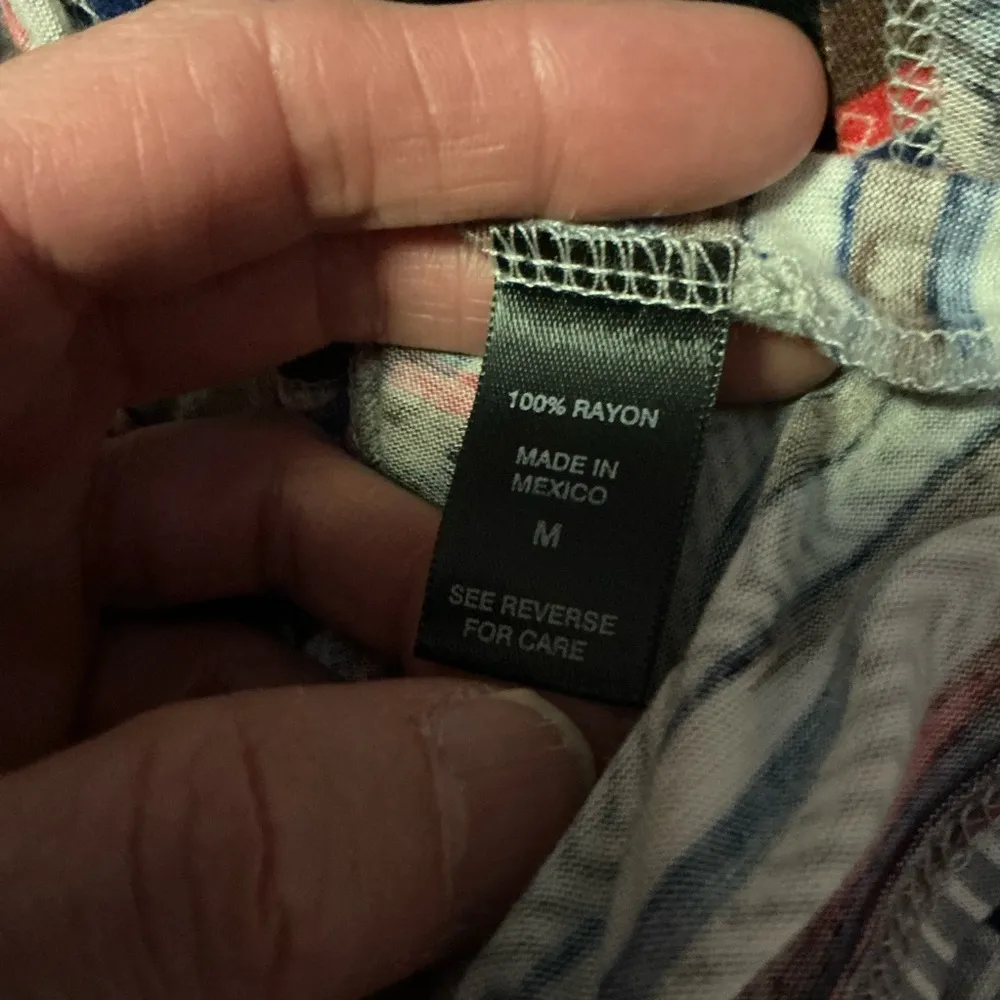 100% RAYON
MADE IN
MEXICO
M
SEE REVERSE
FOR CARE